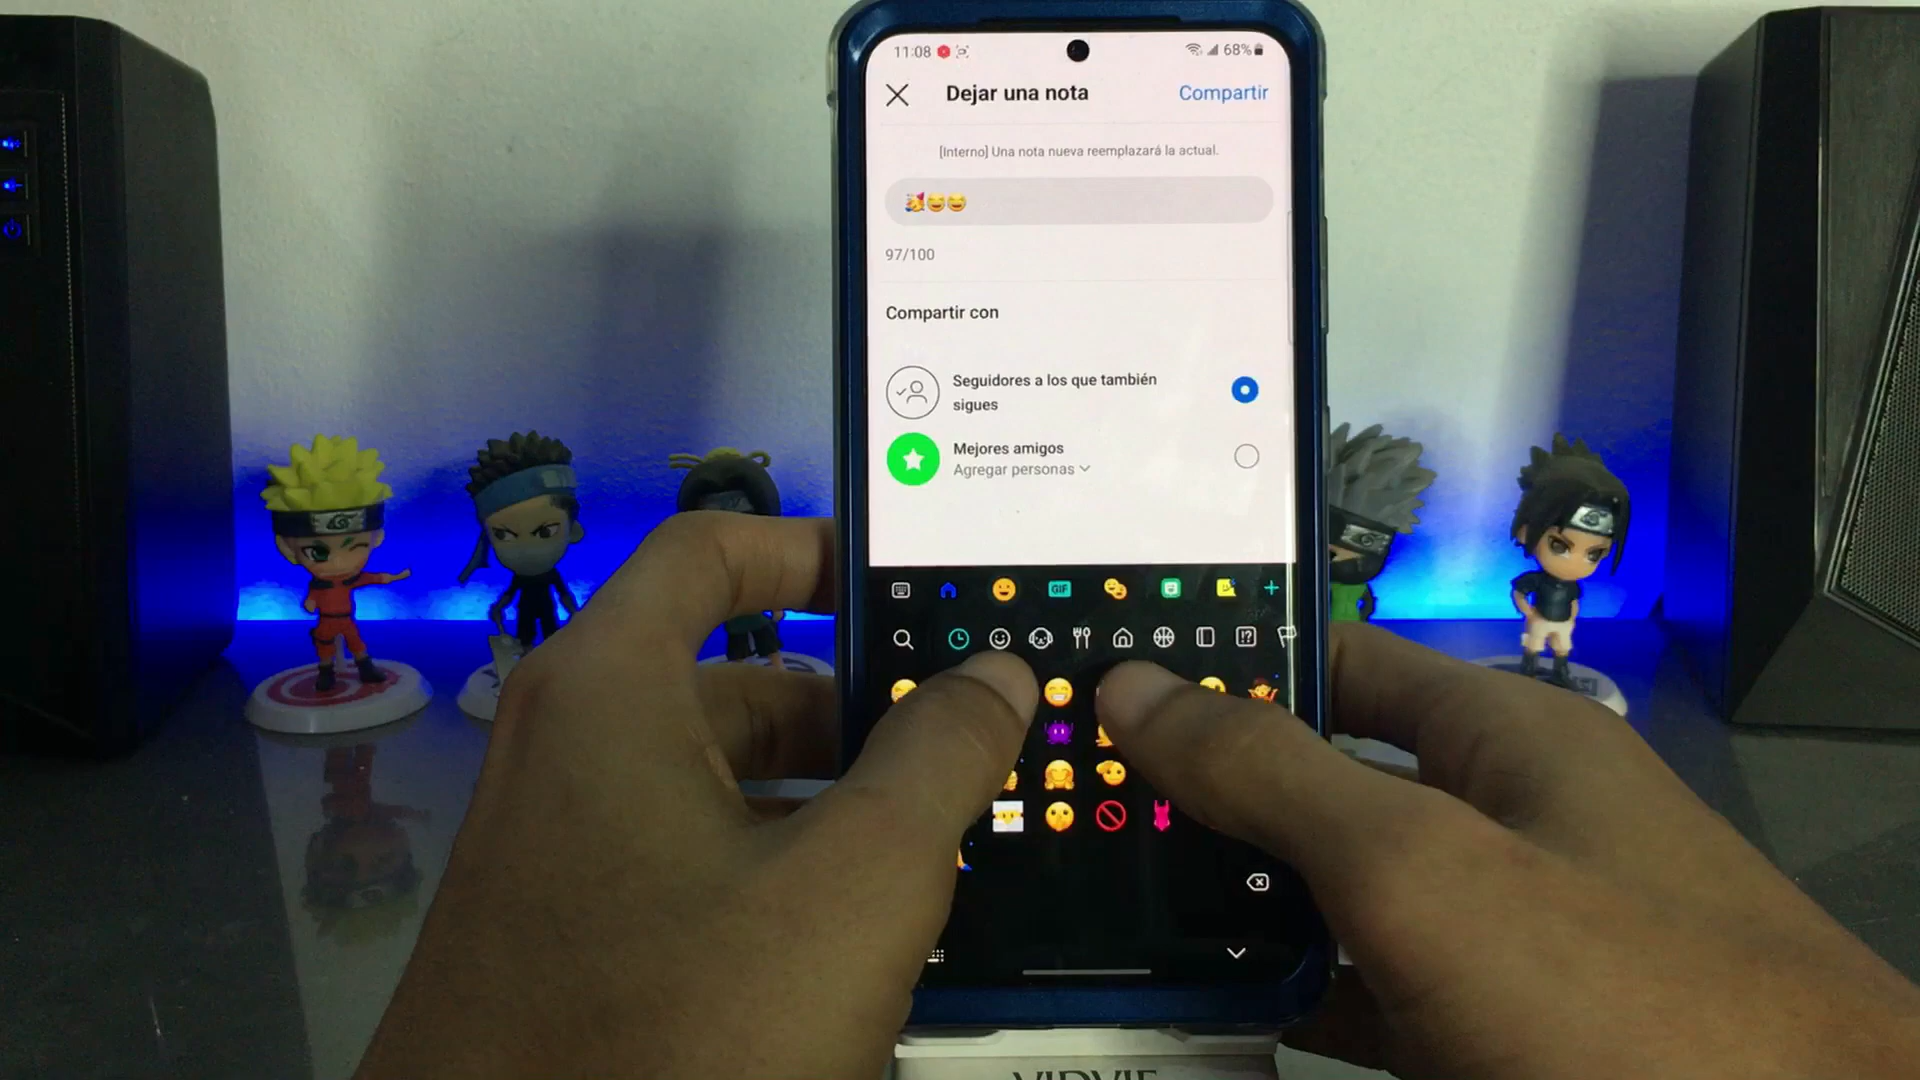 11:08
68%
Dejar una nota
Compartir
[Interno] Una nota nueva reemplazará la actual.
97/100
Compartir con
Seguidores a los que también
sigues
Mejores amigos
Agregar personas
GIF